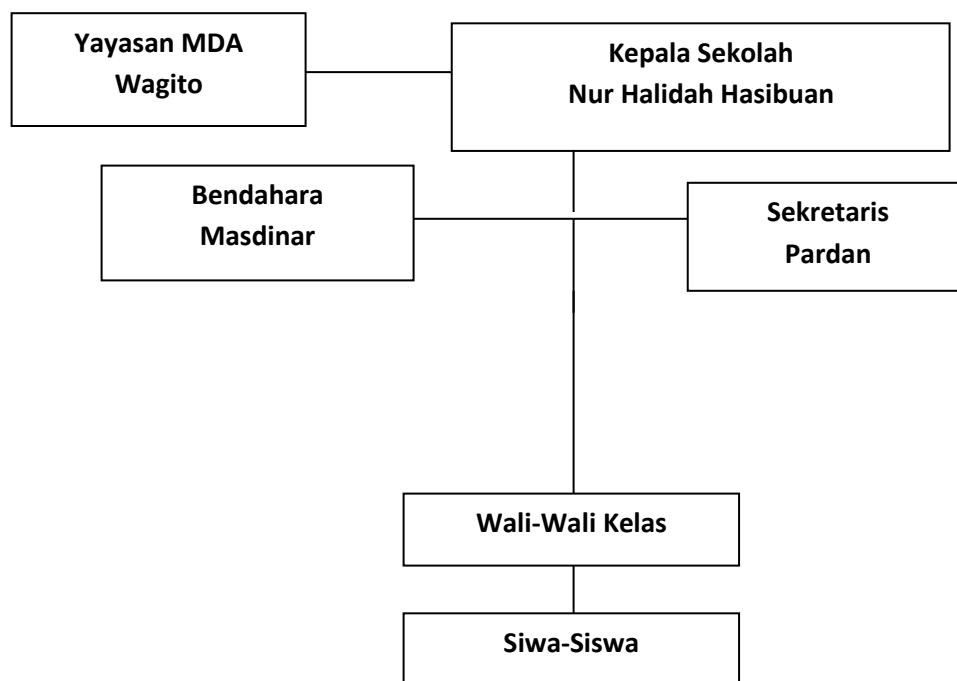 Yayasan MDA
Wagito
Kepala Sekolah
Nur Halidah Hasibuan
Bendahara
Masdinar
Sekretaris
Pardan
Wali-Wali Kelas
Siwa-Siswa